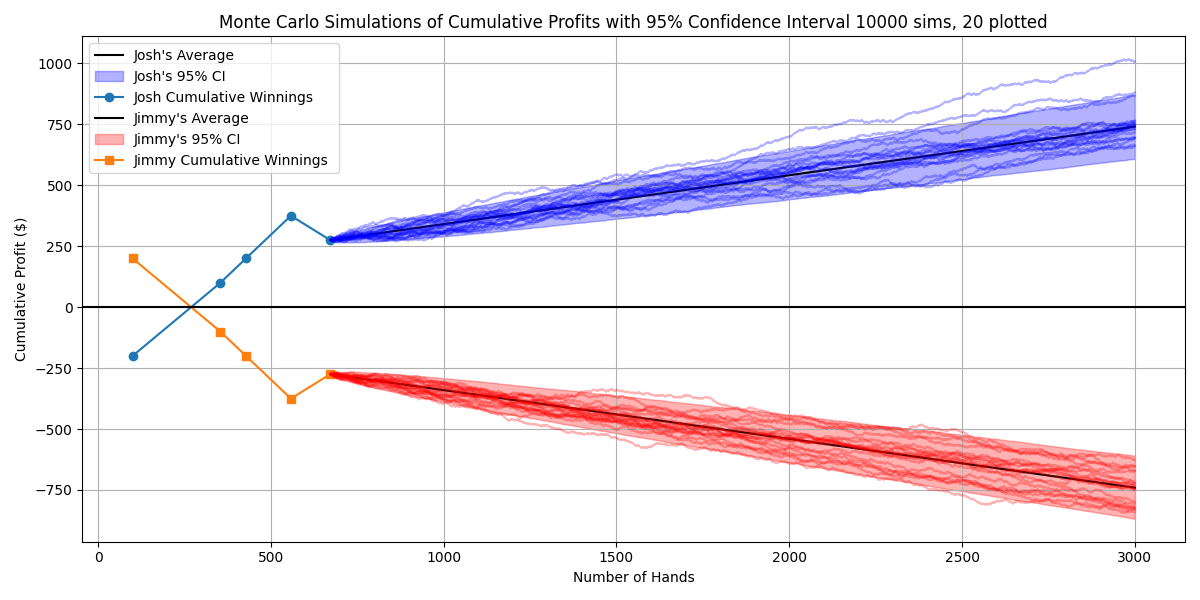 Monte Carlo Simulations of Cumulative Profits with 95% Confidence Interval 10000 sims, 20 plotted
Josh's Average
Josh's 95% CI
Josh Cumulative Winnings
Jimmy's Average
Jimmy's 95% CI
Jimmy Cumulative Winnings
Cumulative Profit ($)
1000
750
500
250
0
−250
−500
−750
0 500 1000 1500 2000 2500 3000
Number of Hands